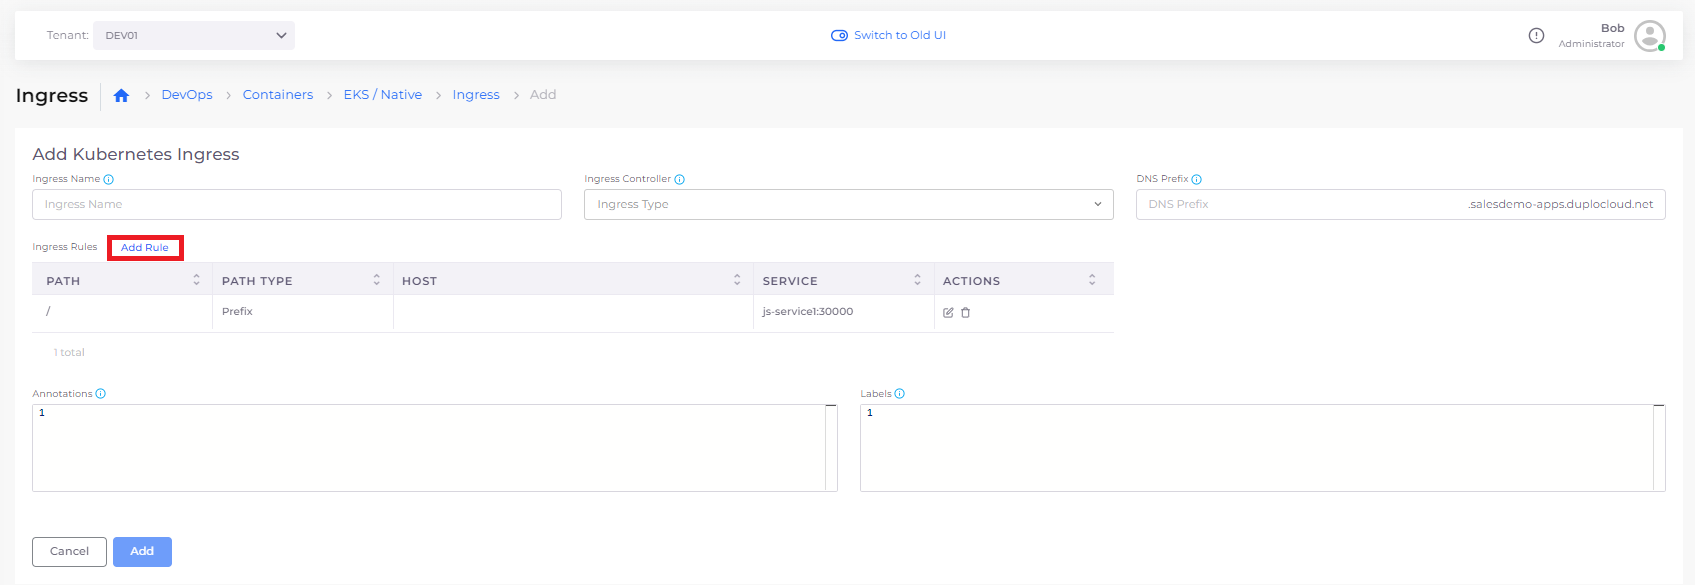 Tenant: DEV01 Switch to Old UI Bob
Administrator
Ingress DevOps Containers EKS / Native Ingress Add
Add Kubernetes Ingress
Ingress Name Ingress Controller DNS Prefix
Ingress Name Ingress Type DNS Prefix .salesdemo-apps.duplocloud.net
Ingress Rules Add Rule
PATH PATH TYPE HOST SERVICE ACTIONS
/ Prefix js-service1:30000
1 total
Annotations Labels
1 1
Cancel Add